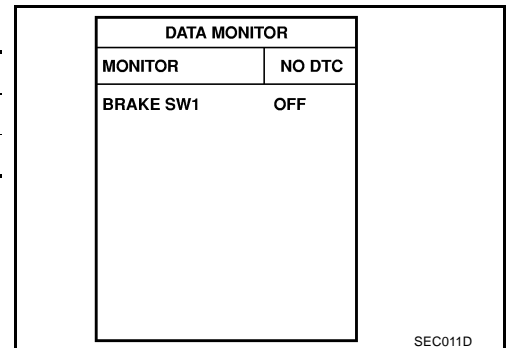 DATA MONITOR
MONITOR NO DTC
BRAKE SW1 OFF
SEC011D